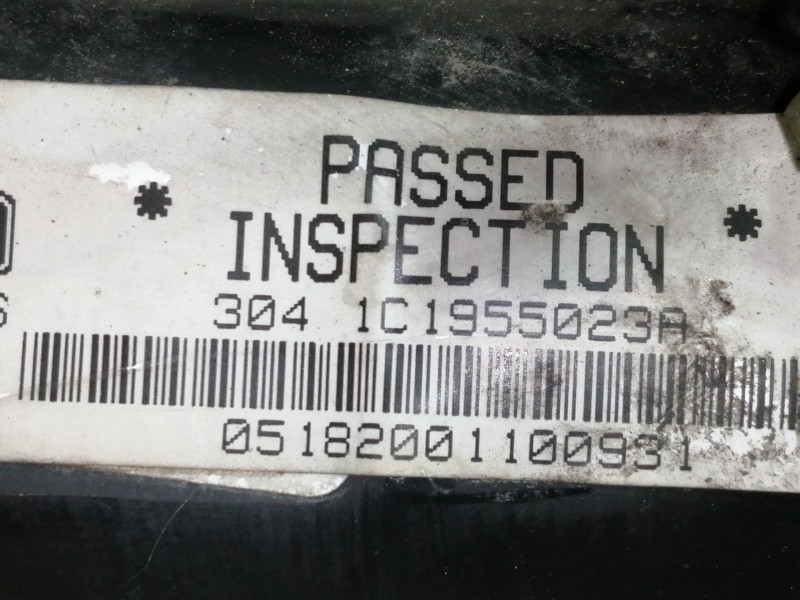 * PASSED *
INSPECTION
304 1C1955023A
05182001100931